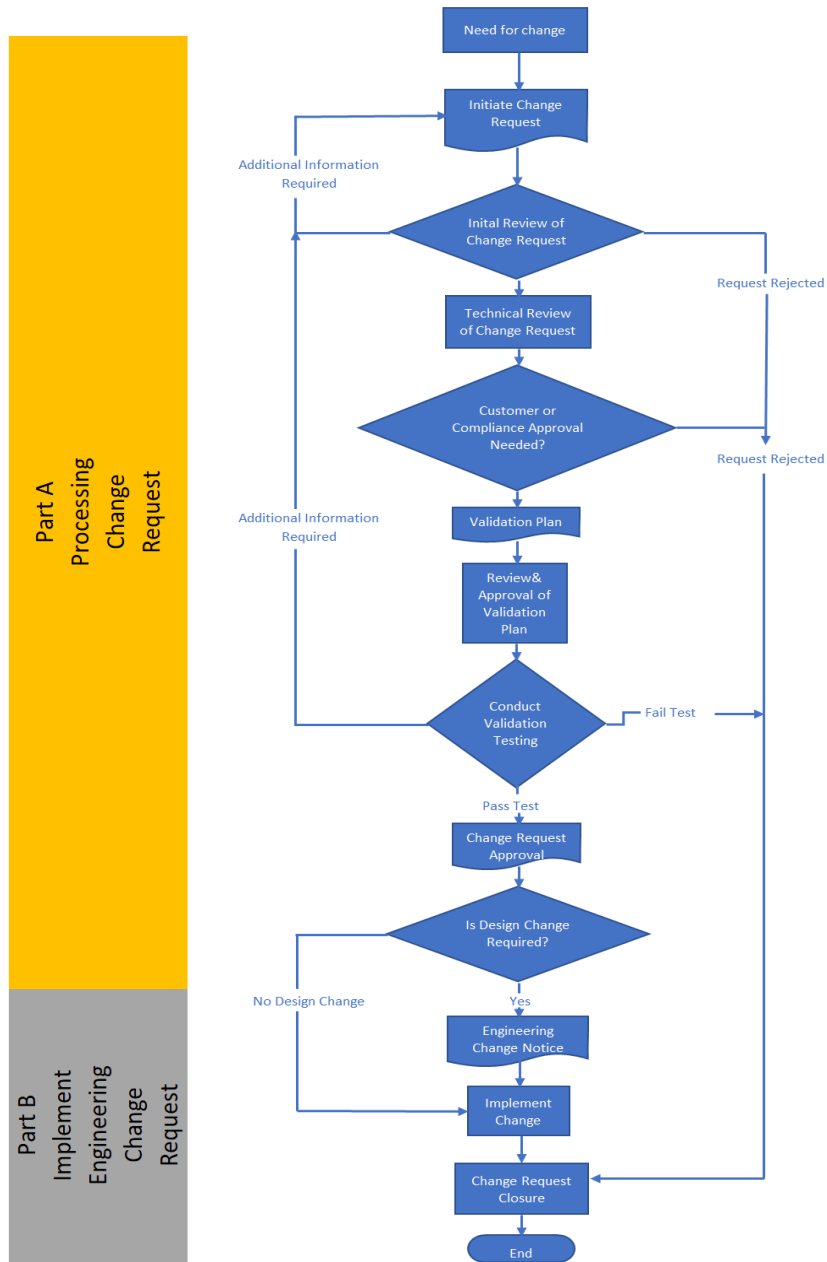 Need for change
Initiate Change
Request
Additional Information
Required
Inital Review of
Change Request
Request Rejected
Technical Review
of Change Request
Customer or
Compliance Approval
Needed?
Request Rejected
Validation Plan
Additional Information
Required
Review&
Approval of
Validation
Plan
Conduct
Validation
Testing
Fail Test
Pass Test
Change Request
Approval
Is Design Change
Required?
No Design Change
Yes
Engineering
Change Notice
Implement
Change
Change Request
Closure
End
Part A
Processing
Change
Request
Part B
Implement
Engineering
Change
Request